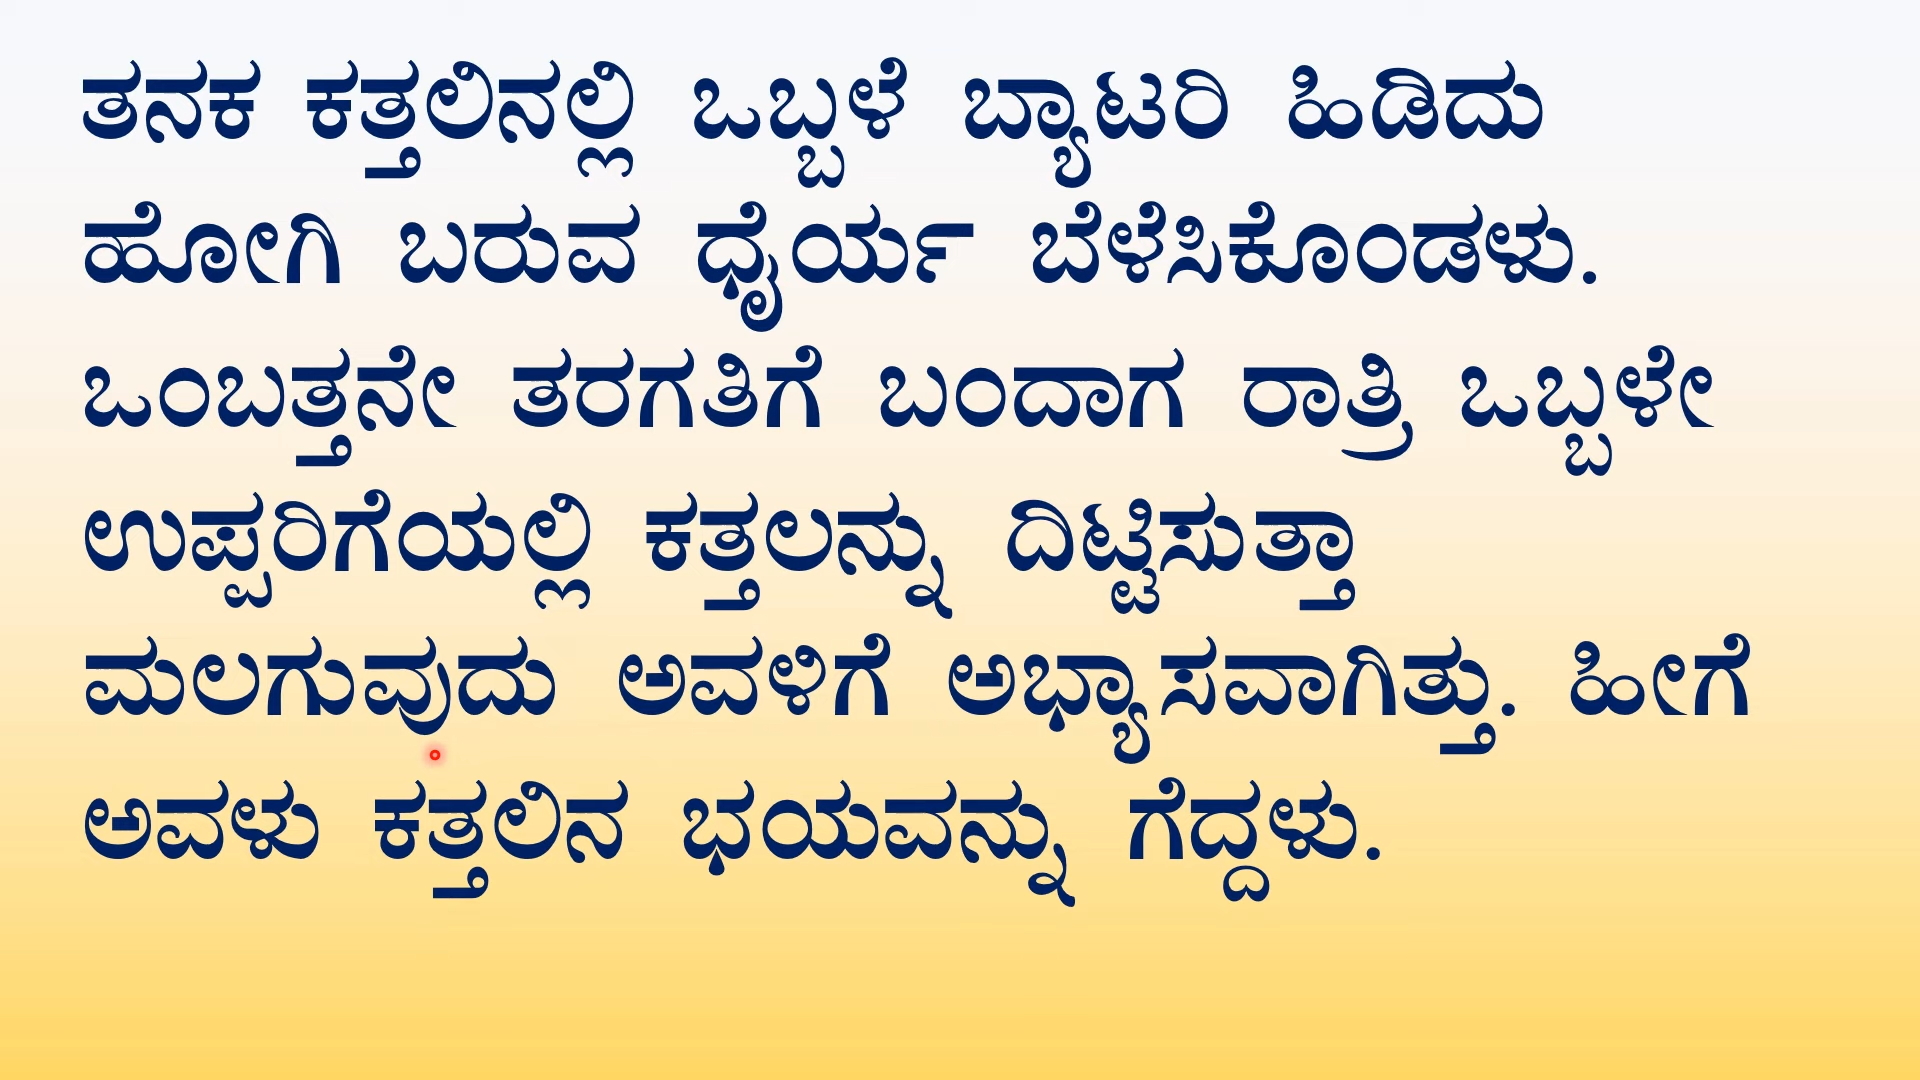 ತನಕ ಕತ್ತಲಿನಲ್ಲಿ ಒಬ್ಬಳೆ ಬ್ಯಾಟರಿ ಹಿಡಿದು
ಹೋಗಿ ಬರುವ ಧೈರ್ಯ ಬೆಳೆಸಿಕೊಂಡಳು.
ಒಂಬತ್ತನೇ ತರಗತಿಗೆ ಬಂದಾಗ ರಾತ್ರಿ ಒಬ್ಬಳೇ
ಉಪ್ಪರಿಗೆಯಲ್ಲಿ ಕತ್ತಲನ್ನು ದಿಟ್ಟಿಸುತ್ತಾ
ಮಲಗುವುದು ಅವಳಿಗೆ ಅಭ್ಯಾಸವಾಗಿತ್ತು. ಹೀಗೆ
ಅವಳು ಕತ್ತಲಿನ ಭಯವನ್ನು ಗೆದ್ದಳು.